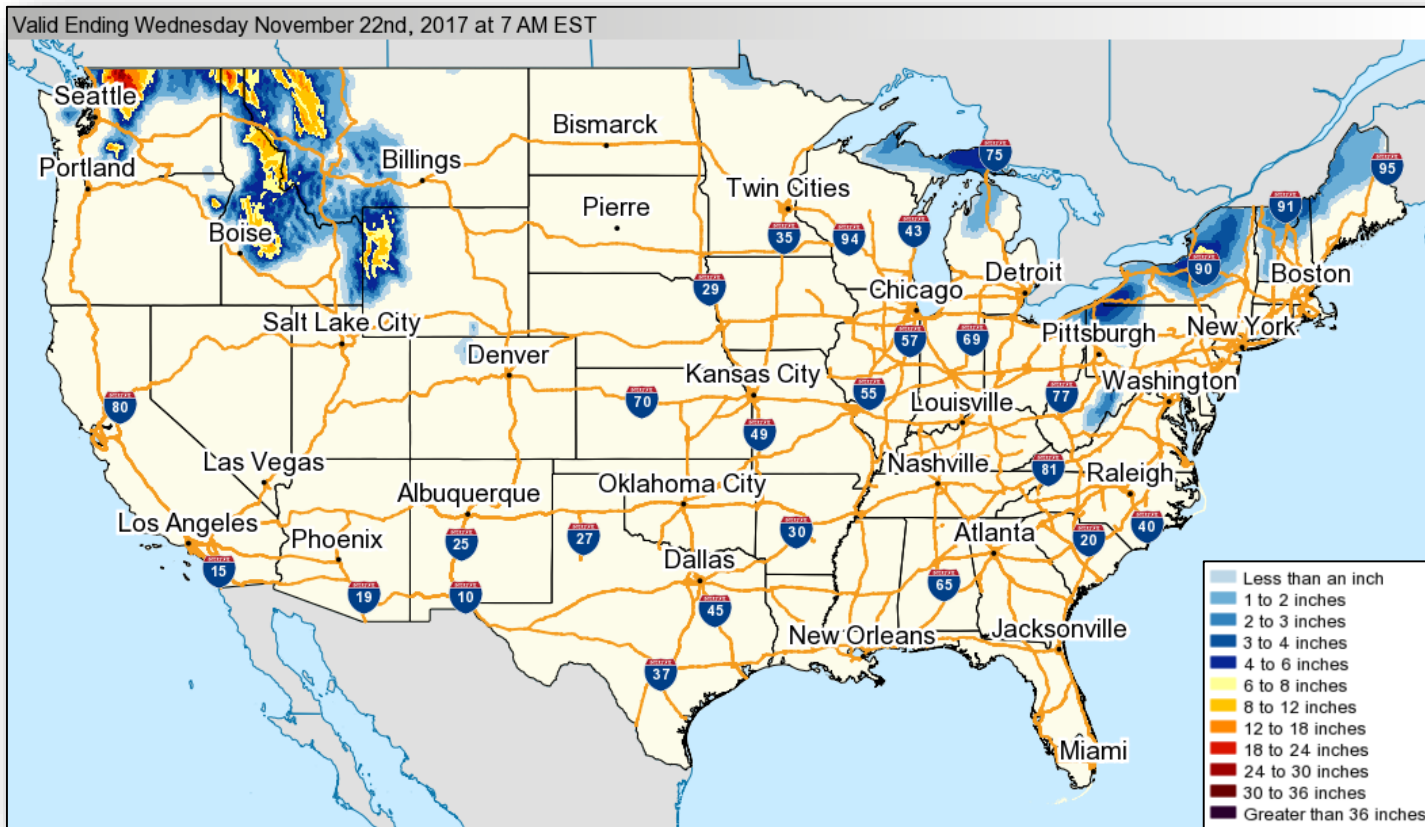 Valid Ending Wednesday November 22nd, 2017 at 7 AM EST
Seattle
Portland
Boise
Billings
Bismarck
Pierre
Twin Cities
75
95
91
35
94
43
90
29
Detroit
Boston
Chicago
Salt Lake City
Denver
57
69
Pittsburgh
New York
Kansas City
Washington
80
70
55
77
Louisville
49
Las Vegas
Nashville
81
Raleigh
Albuquerque
Oklahoma City
Los Angeles
Phoenix
25
27
30
Atlanta
20
40
15
Dallas
19
10
45
65
New Orleans
Jacksonville
37
Miami
Less than an inch
1 to 2 inches
2 to 3 inches
3 to 4 inches
4 to 6 inches
6 to 8 inches
8 to 12 inches
12 to 18 inches
18 to 24 inches
24 to 30 inches
30 to 36 inches
Greater than 36 inches